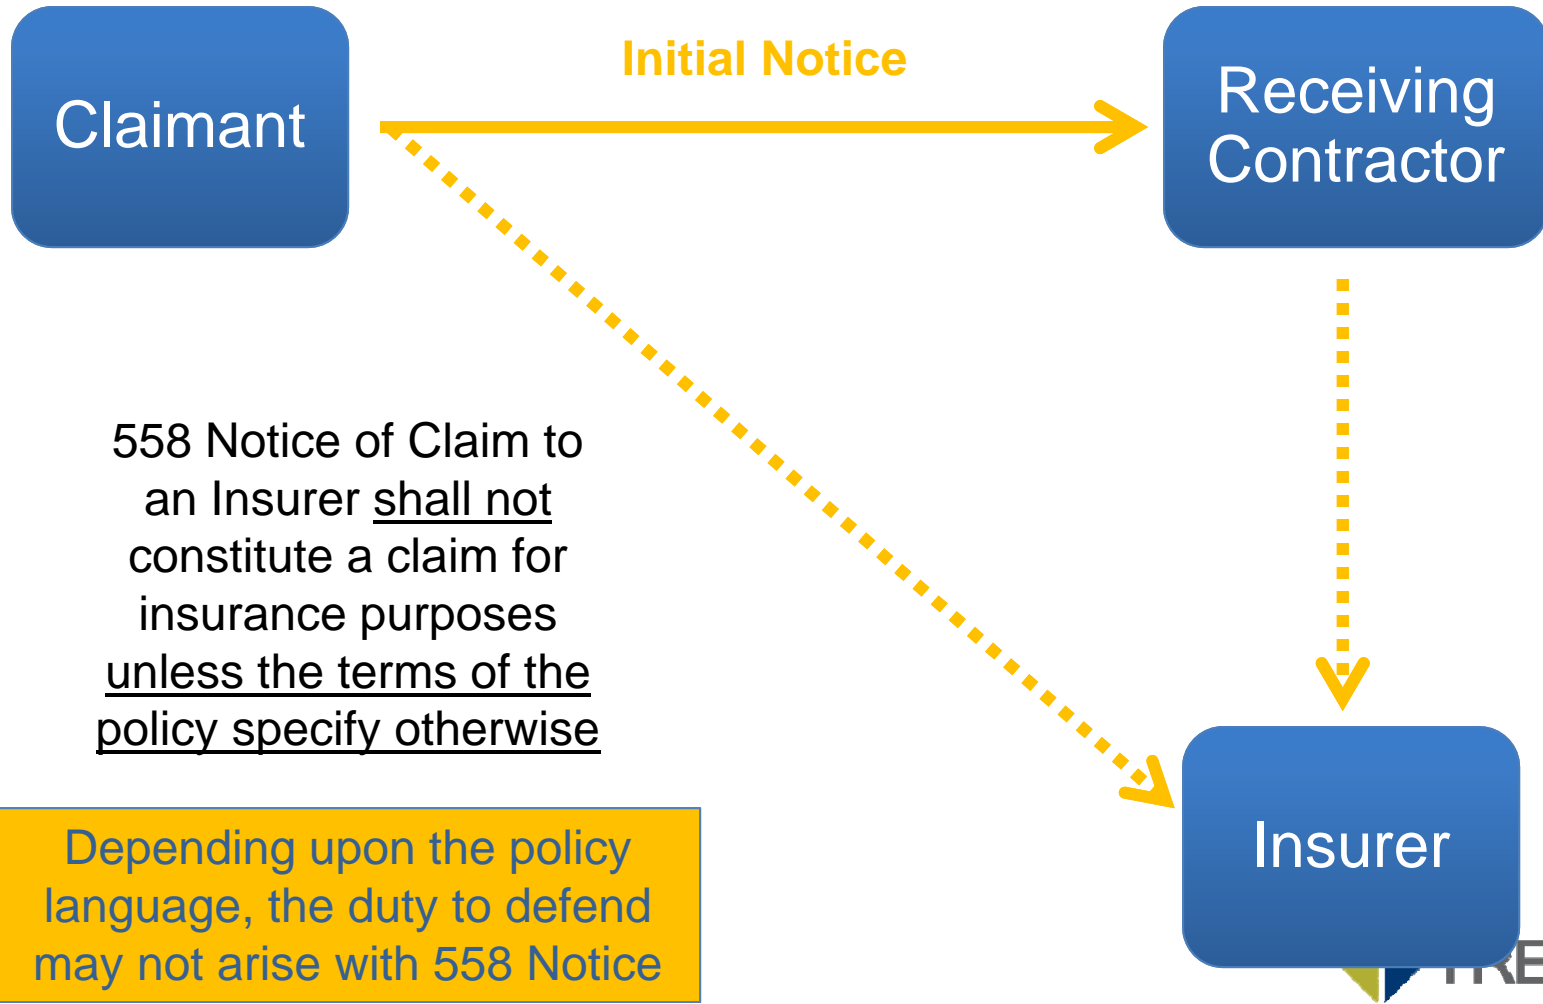 Claimant
Initial Notice
Receiving
Contractor
558 Notice of Claim to
an Insurer shall not
constitute a claim for
insurance purposes
unless the terms of the
policy specify otherwise
Depending upon the policy
language, the duty to defend
may not arise with 558 Notice
Insurer